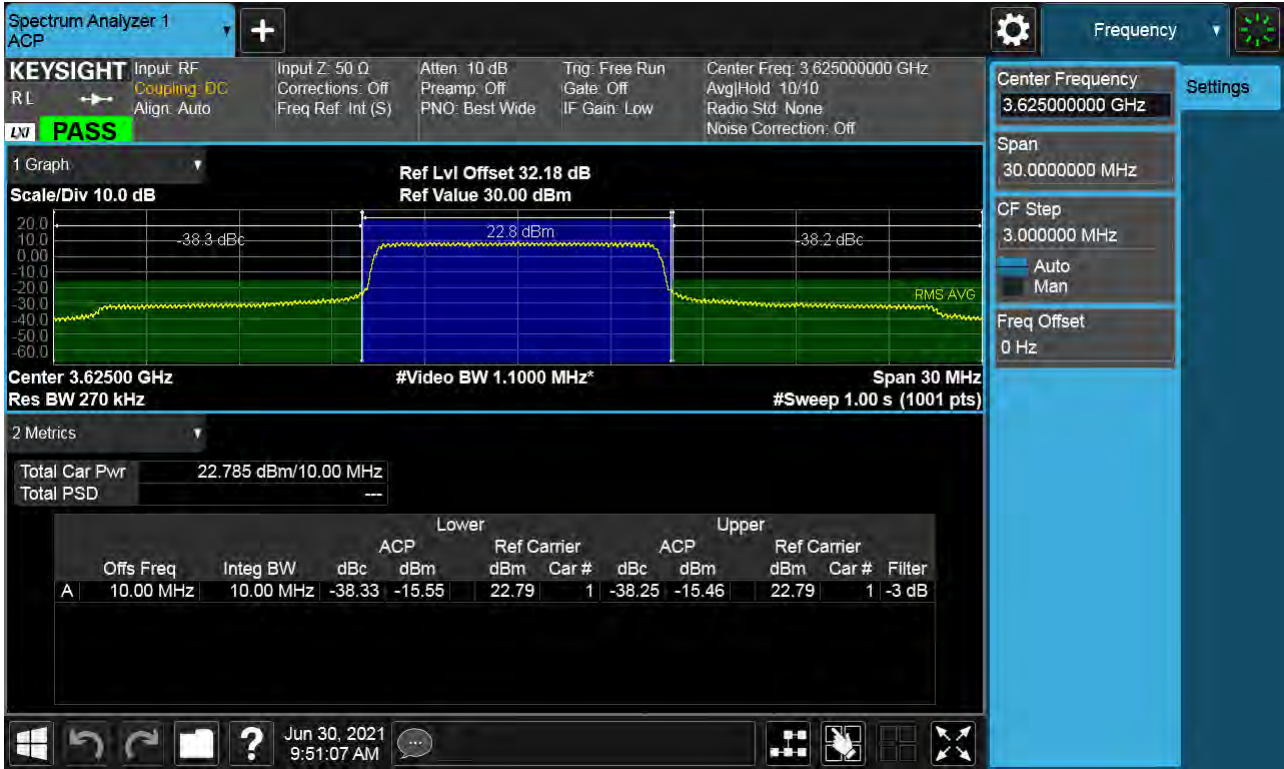 Spectrum Analyzer 1
ACP
Frequency
KEYSIGHT
RL
LXI
PASS
Input: RF
Coupling: DC
Align: Auto
Input Z: 50 Ω
Corrections: Off
Freq Ref: Int (S)
Atten: 10 dB
Preamp: Off
PNO: Best Wide
Trig: Free Run
Gate: Off
IF Gain: Low
Center Freq: 3.625000000 GHz
Avg|Hold: 10/10
Radio Std: None
Noise Correction: Off
Center Frequency
3.625000000 GHz
Settings
Span
30.0000000 MHz
CF Step
3.000000 MHz
Auto
Man
Freq Offset
0 Hz
1 Graph
Scale/Div 10.0 dB
Ref Lvl Offset 32.18 dB
Ref Value 30.00 dBm
20.0
10.0
0.00
-10.0
-20.0
-30.0
-40.0
-50.0
-60.0
-38.3 dBc
22.8 dBm
-38.2 dBc
RMS AVG
Center 3.62500 GHz
#Video BW 1.1000 MHz*
Span 30 MHz
Res BW 270 kHz
#Sweep 1.00 s (1001 pts)
2 Metrics
Total Car Pwr 22.785 dBm/10.00 MHz
Total PSD ---
Lower Upper
ACP Ref Carrier ACP Ref Carrier
Offs Freq Integ BW dBc dBm dBm Car # dBc dBm dBm Car # Filter
A 10.00 MHz 10.00 MHz -38.33 -15.55 22.79 1 -38.25 -15.46 22.79 1 -3 dB
Jun 30, 2021
9:51:07 AM